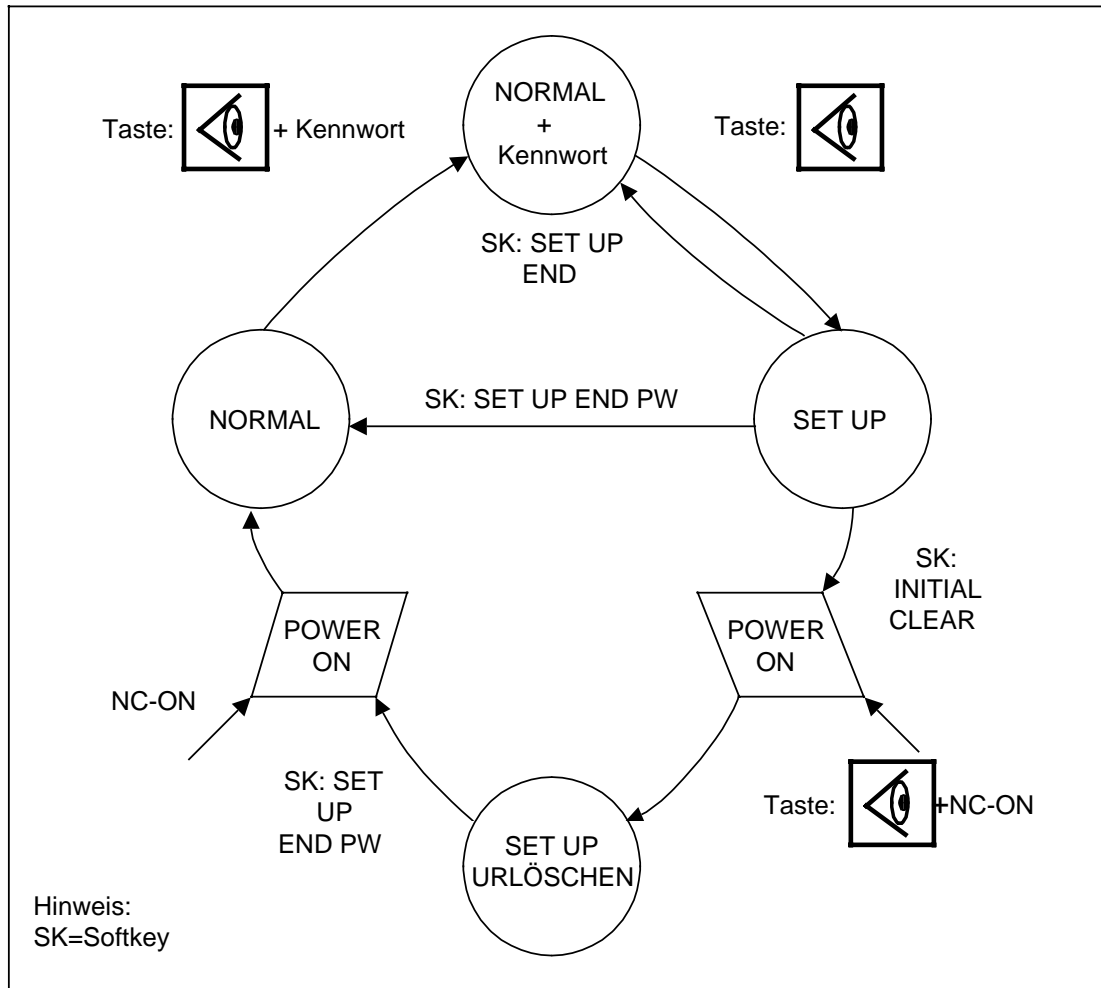 NORMAL
+
Kennwort
Taste:
+ Kennwort
Taste:
SK: SET UP
END
NORMAL
SK: SET UP END PW
SET UP
SK:
INITIAL
CLEAR
POWER
ON
POWER
ON
NC-ON
SK: SET
UP
END PW
Taste:
+NC-ON
SET UP
URLÖSCHEN
Hinweis:
SK=Softkey